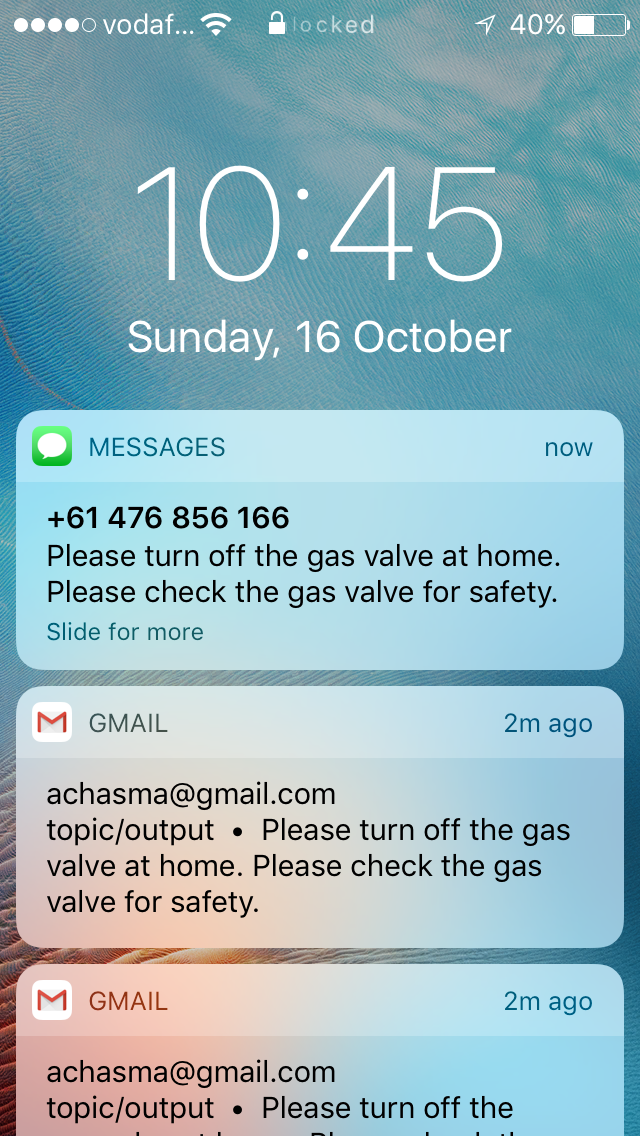 vodaf... locked 40%
10:45
Sunday, 16 October
MESSAGES now
+61 476 856 166
Please turn off the gas valve at home.
Please check the gas valve for safety.
Slide for more
GMAIL 2m ago
achasma@gmail.com
topic/output • Please turn off the gas
valve at home. Please check the gas
valve for safety.
GMAIL 2m ago
achasma@gmail.com
topic/output • Please turn off the